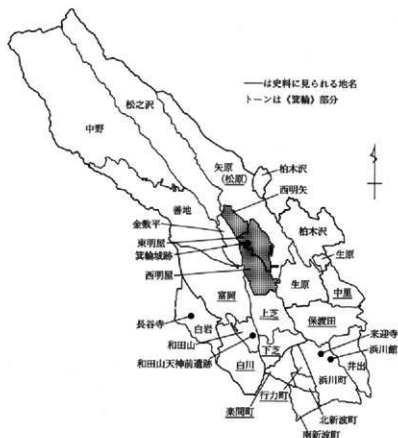 ――は史料に見られる地名
トーンは《箕輪》部分
松之沢
中野
矢原
(松原)
柏木沢
西明屋
善地
金敷平
東明屋
箕輪城跡
西明屋
柏木沢
生原
生原
中里
富岡
上芝
保渡田
長谷寺
白岩
和田山
和田山天神前遺跡
白川
下芝
来迎寺
浜川館
井出
浜川町
行力町
楽間町
北新波町
南新波町